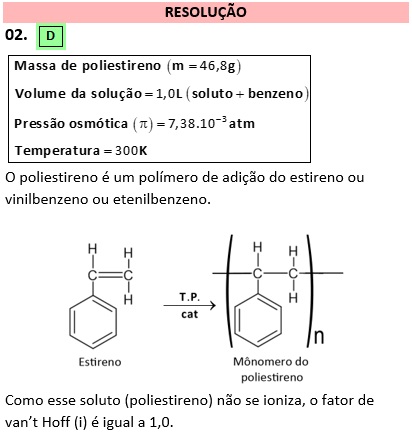 RESOLUÇÃO
02. D
Massa de poliestireno (m = 46,8g)
Volume da solução = 1,0L (soluto + benzeno)
Pressão osmótica (π) = 7,38.10⁻³ atm
Temperatura = 300K
O poliestireno é um polímero de adição do estireno ou
vinilbenzeno ou etenilbenzeno.
H H H H
C C C C
H H
T.P.
cat
n
Estireno
Mônomero do
poliestireno
Como esse soluto (poliestireno) não se ioniza, o fator de
van't Hoff (i) é igual a 1,0.